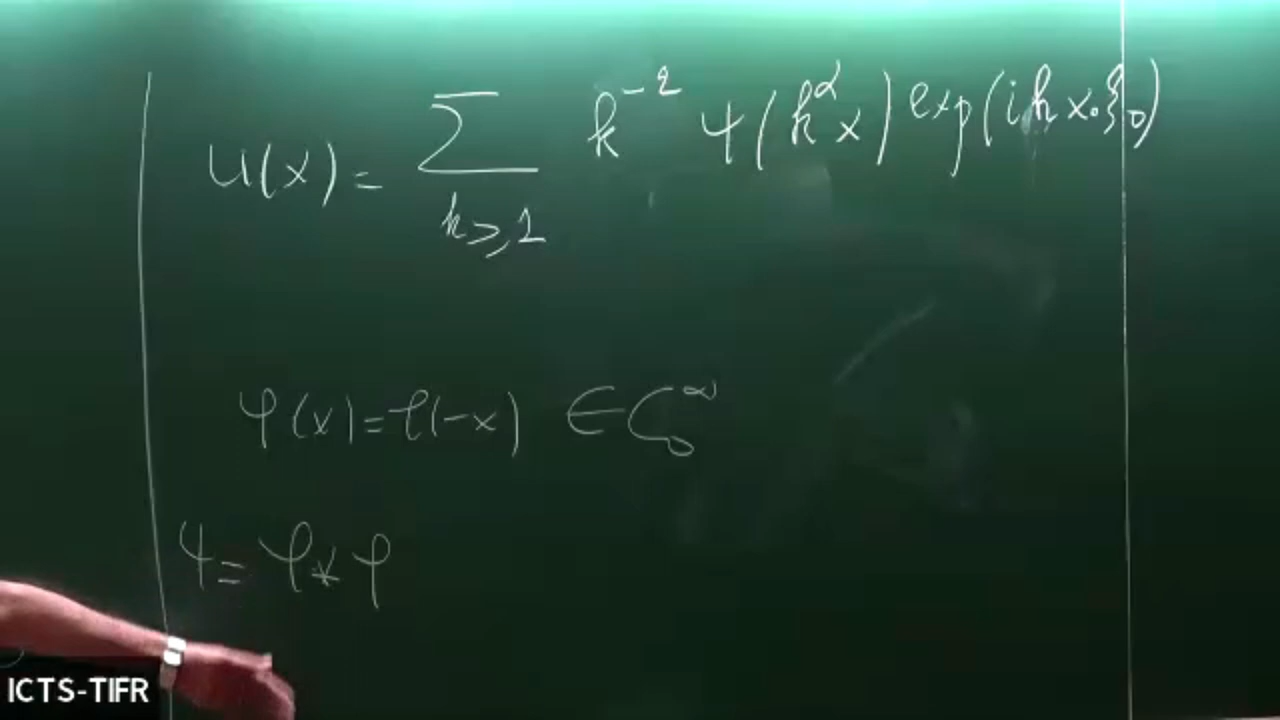 u(x) = ∑_{k≥1} k^{-2} ψ(k^α x) exp(i k x·ξ_0)
φ(x) = φ(-x) ∈ C_0^∞
ψ = φ * φ
ICTS-TIFR